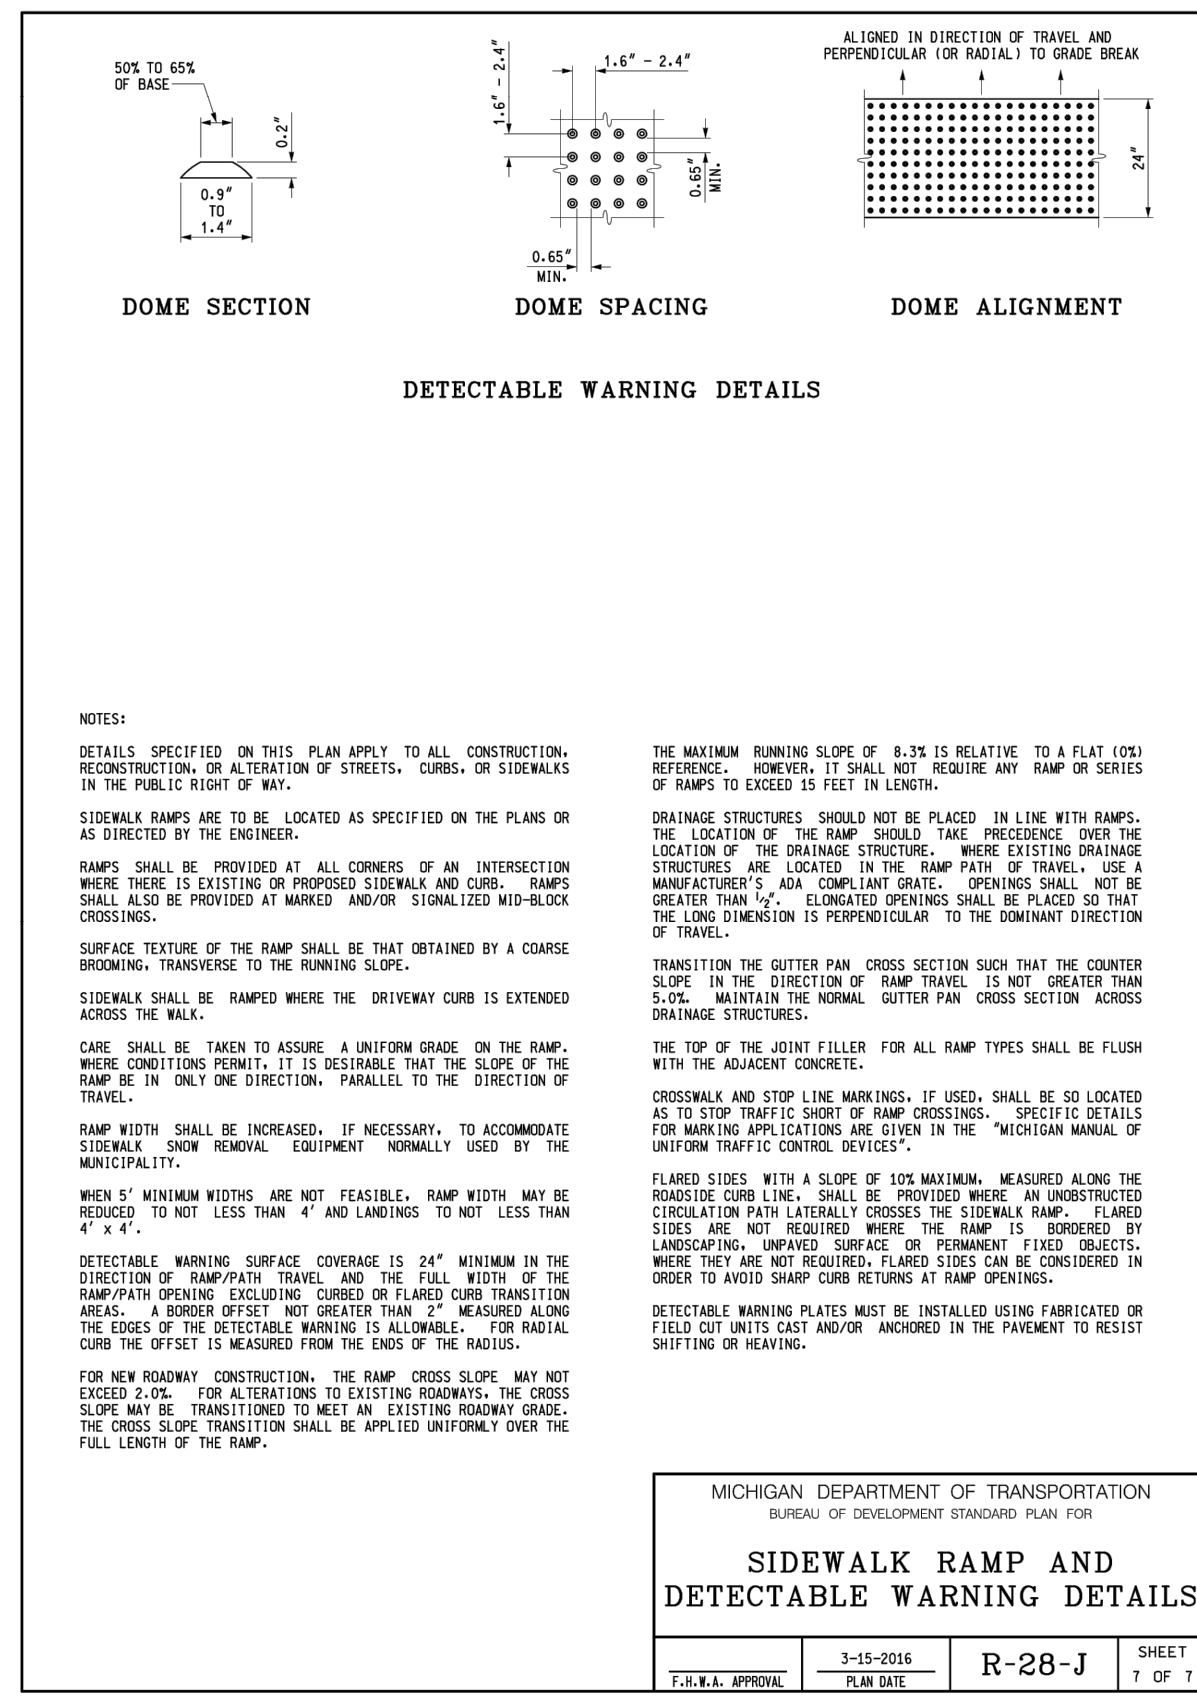 50% TO 65%
OF BASE
0.2"
0.9"
TO
1.4"
DOME SECTION
1.6" - 2.4"
1.6" - 2.4"
0.65"
MIN.
0.65"
MIN.
DOME SPACING
ALIGNED IN DIRECTION OF TRAVEL AND
PERPENDICULAR (OR RADIAL) TO GRADE BREAK
24"
DOME ALIGNMENT
DETECTABLE WARNING DETAILS
NOTES:
DETAILS SPECIFIED ON THIS PLAN APPLY TO ALL CONSTRUCTION,
RECONSTRUCTION, OR ALTERATION OF STREETS, CURBS, OR SIDEWALKS
IN THE PUBLIC RIGHT OF WAY.
SIDEWALK RAMPS ARE TO BE LOCATED AS SPECIFIED ON THE PLANS OR
AS DIRECTED BY THE ENGINEER.
RAMPS SHALL BE PROVIDED AT ALL CORNERS OF AN INTERSECTION
WHERE THERE IS EXISTING OR PROPOSED SIDEWALK AND CURB. RAMPS
SHALL ALSO BE PROVIDED AT MARKED AND/OR SIGNALIZED MID-BLOCK
CROSSINGS.
SURFACE TEXTURE OF THE RAMP SHALL BE THAT OBTAINED BY A COARSE
BROOMING, TRANSVERSE TO THE RUNNING SLOPE.
SIDEWALK SHALL BE RAMPED WHERE THE DRIVEWAY CURB IS EXTENDED
ACROSS THE WALK.
CARE SHALL BE TAKEN TO ASSURE A UNIFORM GRADE ON THE RAMP.
WHERE CONDITIONS PERMIT, IT IS DESIRABLE THAT THE SLOPE OF THE
RAMP BE IN ONLY ONE DIRECTION, PARALLEL TO THE DIRECTION OF
TRAVEL.
RAMP WIDTH SHALL BE INCREASED, IF NECESSARY, TO ACCOMMODATE
SIDEWALK SNOW REMOVAL EQUIPMENT NORMALLY USED BY THE
MUNICIPALITY.
WHEN 5' MINIMUM WIDTHS ARE NOT FEASIBLE, RAMP WIDTH MAY BE
REDUCED TO NOT LESS THAN 4' AND LANDINGS TO NOT LESS THAN
4' x 4'.
DETECTABLE WARNING SURFACE COVERAGE IS 24" MINIMUM IN THE
DIRECTION OF RAMP/PATH TRAVEL AND THE FULL WIDTH OF THE
RAMP/PATH OPENING EXCLUDING CURBED OR FLARED CURB TRANSITION
AREAS. A BORDER OFFSET NOT GREATER THAN 2" MEASURED ALONG
THE EDGES OF THE DETECTABLE WARNING IS ALLOWABLE. FOR RADIAL
CURB THE OFFSET IS MEASURED FROM THE ENDS OF THE RADIUS.
FOR NEW ROADWAY CONSTRUCTION, THE RAMP CROSS SLOPE MAY NOT
EXCEED 2.0%. FOR ALTERATIONS TO EXISTING ROADWAYS, THE CROSS
SLOPE MAY BE TRANSITIONED TO MEET AN EXISTING ROADWAY GRADE.
THE CROSS SLOPE TRANSITION SHALL BE APPLIED UNIFORMLY OVER THE
FULL LENGTH OF THE RAMP.
THE MAXIMUM RUNNING SLOPE OF 8.3% IS RELATIVE TO A FLAT (0%)
REFERENCE. HOWEVER, IT SHALL NOT REQUIRE ANY RAMP OR SERIES
OF RAMPS TO EXCEED 15 FEET IN LENGTH.
DRAINAGE STRUCTURES SHOULD NOT BE PLACED IN LINE WITH RAMPS.
THE LOCATION OF THE RAMP SHOULD TAKE PRECEDENCE OVER THE
LOCATION OF THE DRAINAGE STRUCTURE. WHERE EXISTING DRAINAGE
STRUCTURES ARE LOCATED IN THE RAMP PATH OF TRAVEL, USE A
MANUFACTURER'S ADA COMPLIANT GRATE. OPENINGS SHALL NOT BE
GREATER THAN 1/2". ELONGATED OPENINGS SHALL BE PLACED SO THAT
THE LONG DIMENSION IS PERPENDICULAR TO THE DOMINANT DIRECTION
OF TRAVEL.
TRANSITION THE GUTTER PAN CROSS SECTION SUCH THAT THE COUNTER
SLOPE IN THE DIRECTION OF RAMP TRAVEL IS NOT GREATER THAN
5.0%. MAINTAIN THE NORMAL GUTTER PAN CROSS SECTION ACROSS
DRAINAGE STRUCTURES.
THE TOP OF THE JOINT FILLER FOR ALL RAMP TYPES SHALL BE FLUSH
WITH THE ADJACENT CONCRETE.
CROSSWALK AND STOP LINE MARKINGS, IF USED, SHALL BE SO LOCATED
AS TO STOP TRAFFIC SHORT OF RAMP CROSSINGS. SPECIFIC DETAILS
FOR MARKING APPLICATIONS ARE GIVEN IN THE "MICHIGAN MANUAL OF
UNIFORM TRAFFIC CONTROL DEVICES".
FLARED SIDES WITH A SLOPE OF 10% MAXIMUM, MEASURED ALONG THE
ROADSIDE CURB LINE, SHALL BE PROVIDED WHERE AN UNOBSTRUCTED
CIRCULATION PATH LATERALLY CROSSES THE SIDEWALK RAMP. FLARED
SIDES ARE NOT REQUIRED WHERE THE RAMP IS BORDERED BY
LANDSCAPING, UNPAVED SURFACE OR PERMANENT FIXED OBJECTS.
WHERE THEY ARE NOT REQUIRED, FLARED SIDES CAN BE CONSIDERED IN
ORDER TO AVOID SHARP CURB RETURNS AT RAMP OPENINGS.
DETECTABLE WARNING PLATES MUST BE INSTALLED USING FABRICATED OR
FIELD CUT UNITS CAST AND/OR ANCHORED IN THE PAVEMENT TO RESIST
SHIFTING OR HEAVING.
MICHIGAN DEPARTMENT OF TRANSPORTATION
BUREAU OF DEVELOPMENT STANDARD PLAN FOR
SIDEWALK RAMP AND
DETECTABLE WARNING DETAILS
F.H.W.A. APPROVAL
3-15-2016
PLAN DATE
R-28-J
SHEET
7 OF 7